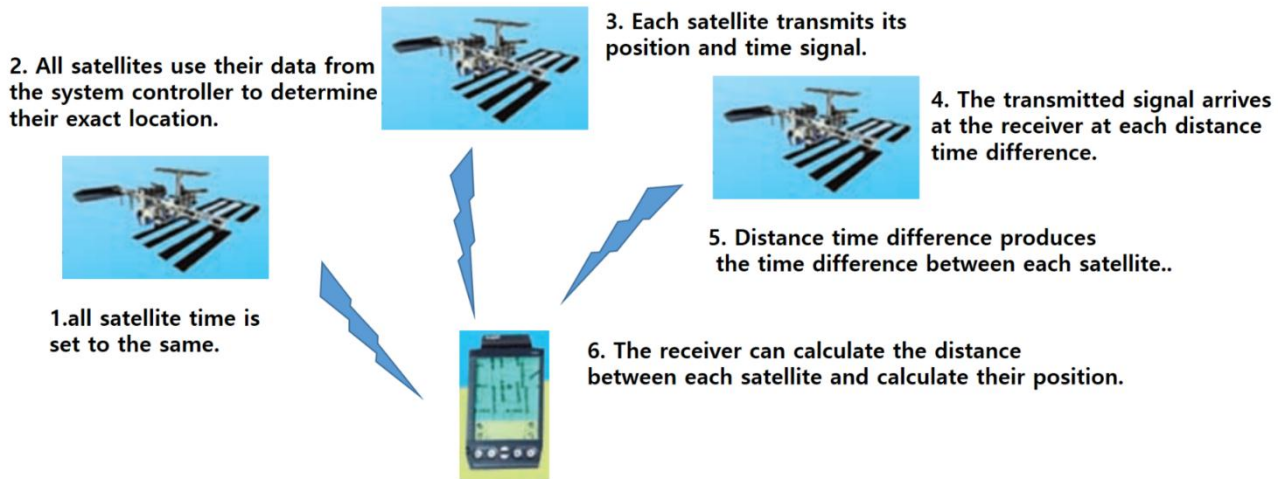 1.all satellite time is
set to the same.
2. All satellites use their data from
the system controller to determine
their exact location.
3. Each satellite transmits its
position and time signal.
4. The transmitted signal arrives
at the receiver at each distance
time difference.
5. Distance time difference produces
the time difference between each satellite..
6. The receiver can calculate the distance
between each satellite and calculate their position.